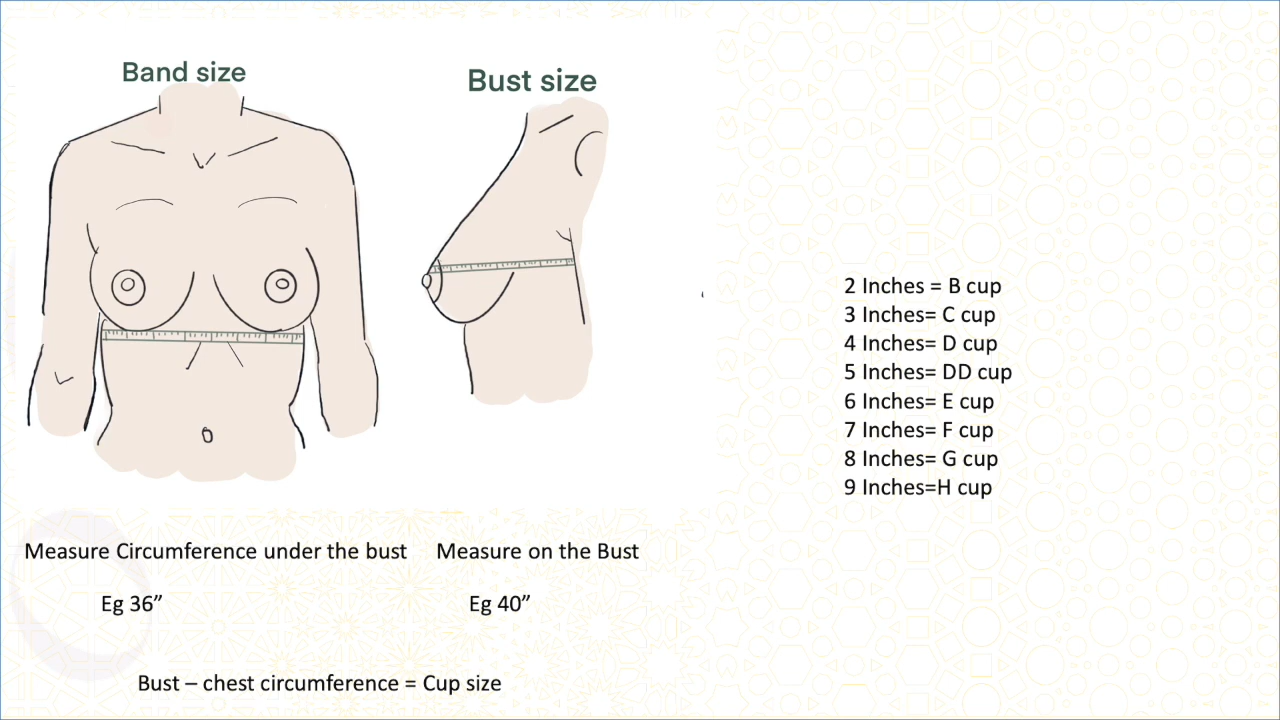 Band size
Bust size
2 Inches = B cup
3 Inches= C cup
4 Inches= D cup
5 Inches= DD cup
6 Inches= E cup
7 Inches= F cup
8 Inches= G cup
9 Inches=H cup
Measure Circumference under the bust
Measure on the Bust
Eg 36”
Eg 40”
Bust – chest circumference = Cup size